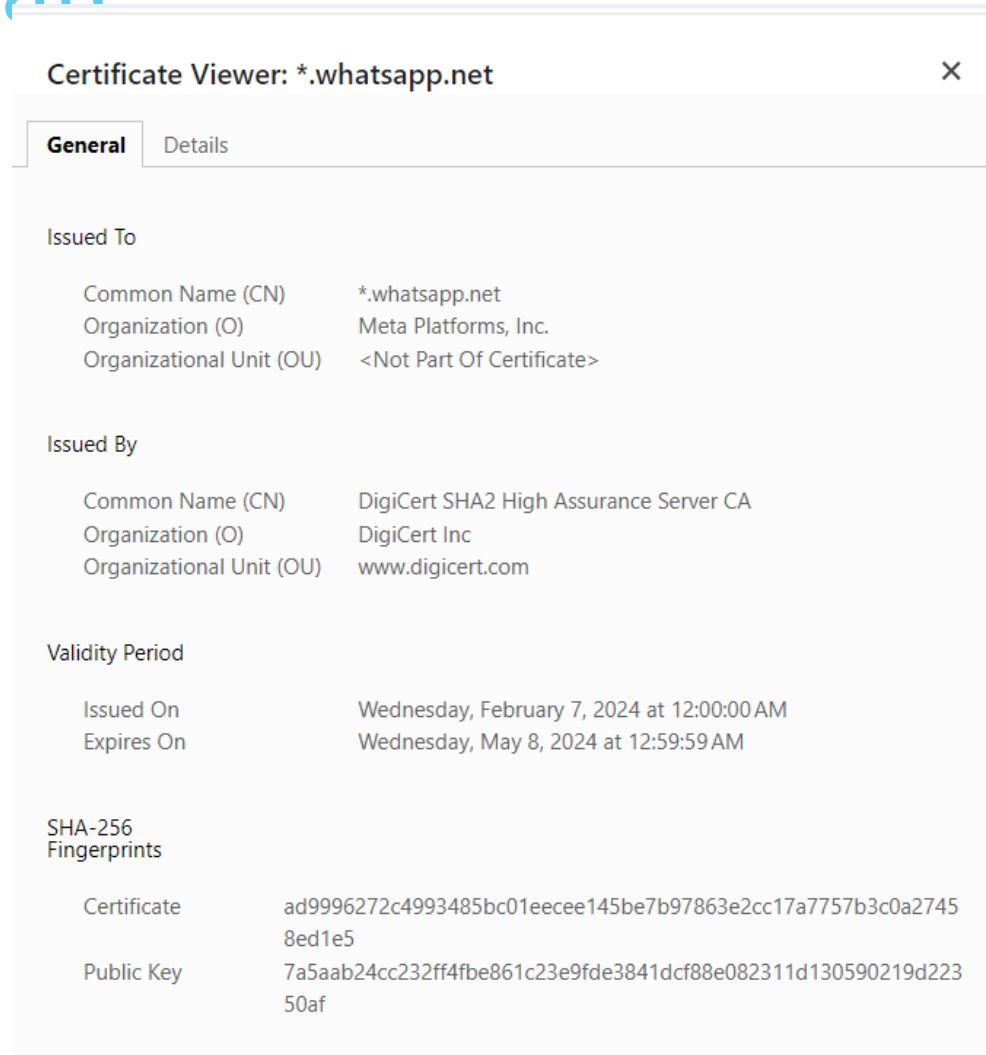 Certificate Viewer: *.whatsapp.net
General Details
Issued To
Common Name (CN) *.whatsapp.net
Organization (O) Meta Platforms, Inc.
Organizational Unit (OU) <Not Part Of Certificate>
Issued By
Common Name (CN) DigiCert SHA2 High Assurance Server CA
Organization (O) DigiCert Inc
Organizational Unit (OU) www.digicert.com
Validity Period
Issued On Wednesday, February 7, 2024 at 12:00:00 AM
Expires On Wednesday, May 8, 2024 at 12:59:59 AM
SHA-256
Fingerprints
Certificate ad9996272c4993485bc01eecee145be7b97863e2cc17a7757b3c0a2745
8ed1e5
Public Key 7a5aab24cc232ff4fbe861c23e9fde3841dcf88e082311d130590219d223
50af